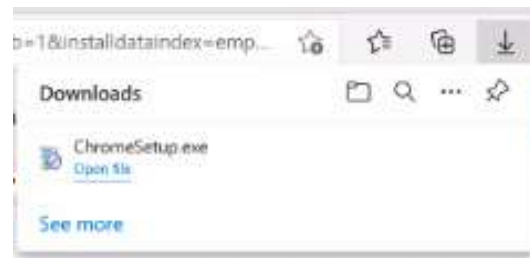 b=1&installdataindex=emp...
Downloads
ChromeSetup.exe
Open file
See more